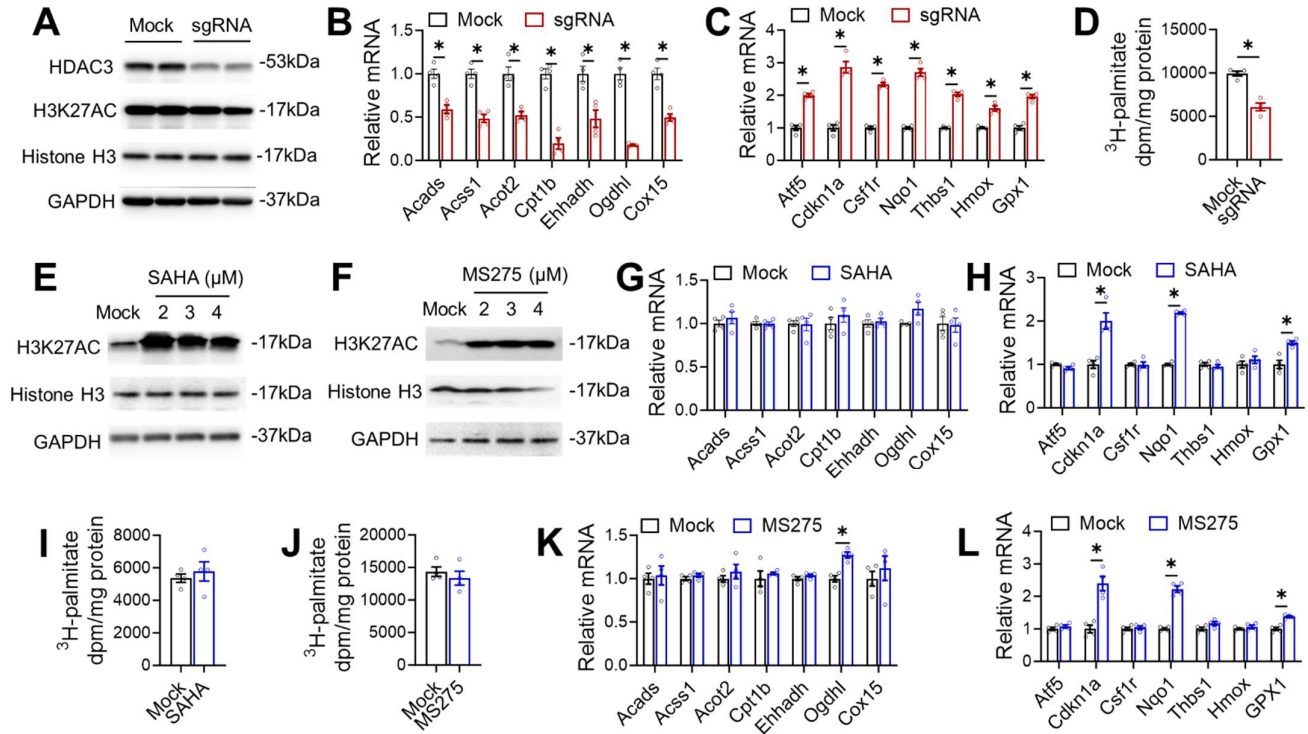 A
Mock sgRNA
HDAC3 -53kDa
H3K27AC -17kDa
Histone H3 -17kDa
GAPDH -37kDa
B
Mock sgRNA
Relative mRNA
1.5
1.0
0.5
0.0
* * * * * * *
Acads Acss1 Acot2 Cpt1b Ehhadh Ogdhl Cox15
C
Mock sgRNA
Relative mRNA
4
3
2
1
0
* * * * * * *
Atf5 Cdkn1a Csf1r Nqo1 Thbs1 Hmox Gpx1
D
³H-palmitate
dpm/mg protein
15000
10000
5000
0
*
Mock sgRNA
E
SAHA (μM)
Mock 2 3 4
H3K27AC -17kDa
Histone H3 -17kDa
GAPDH -37kDa
F
MS275 (μM)
Mock 2 3 4
H3K27AC -17kDa
Histone H3 -17kDa
GAPDH -37kDa
G
Mock SAHA
Relative mRNA
1.5
1.0
0.5
0.0
Acads Acss1 Acot2 Cpt1b Ehhadh Ogdhl Cox15
H
Mock SAHA
Relative mRNA
3
2
1
0
* * *
Atf5 Cdkn1a Csf1r Nqo1 Thbs1 Hmox Gpx1
I
³H-palmitate
dpm/mg protein
8000
6000
4000
2000
0
Mock SAHA
J
³H-palmitate
dpm/mg protein
20000
15000
10000
5000
0
Mock MS275
K
Mock MS275
Relative mRNA
1.5
1.0
0.5
0.0
*
Acads Acss1 Acot2 Cpt1b Ehhadh Ogdhl Cox15
L
Mock MS275
Relative mRNA
4
3
2
1
0
* * *
Atf5 Cdkn1a Csf1r Nqo1 Thbs1 Hmox GPX1